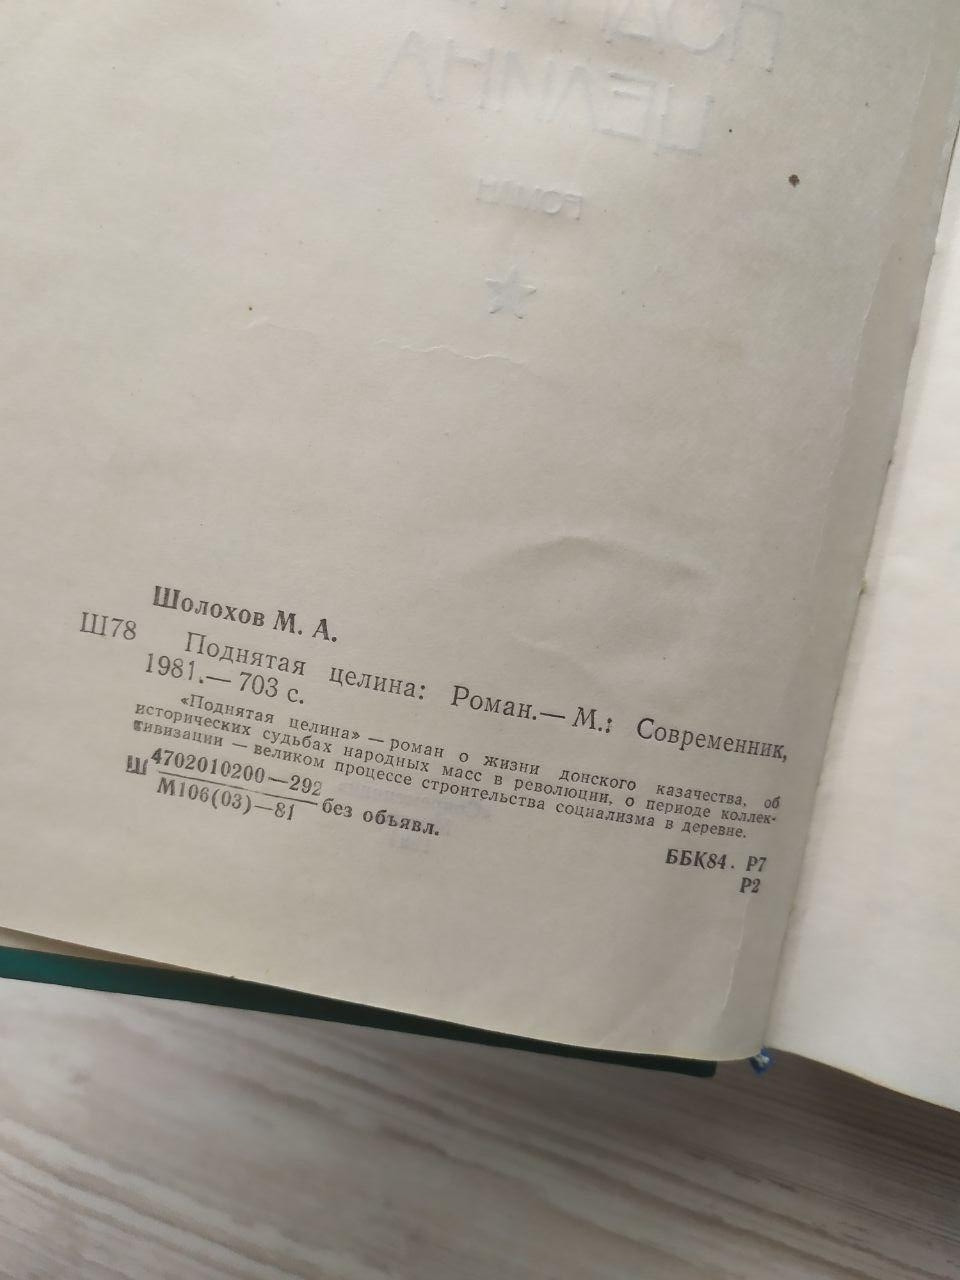 Шолохов М. А.
Ш78 Поднятая целина: Роман.— М.: Современник,
1981.— 703 с.
«Поднятая целина» — роман о жизни донского казачества, об
исторических судьбах народных масс в революции, о периоде коллек-
тивизации — великом процессе строительства социализма в деревне.
Ш 4702010200—292
М106(03)—81 без объявл.
ББК84. Р7
Р2